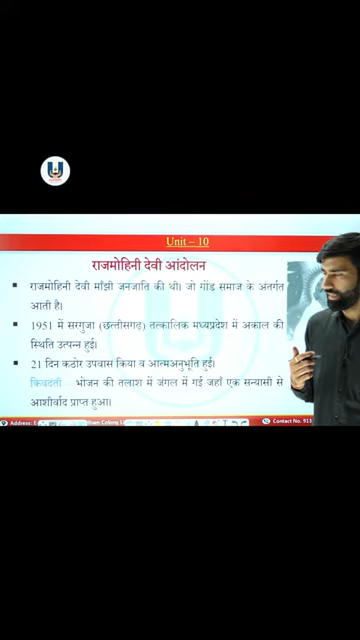 Unit – 10
राजमोहिनी देवी आंदोलन
राजमोहिनी देवी माँझी जनजाति की थी। जो गोंड समाज के अंतर्गत
आती है।
1951 में सरगुजा (छत्तीसगढ़) तत्कालिक मध्यप्रदेश में अकाल की
स्थिति उत्पन्न हुई।
21 दिन कठोर उपवास किया व आत्मअनुभूति हुई।
किवदंती – भोजन की तलाश में जंगल में गई जहाँ एक सन्यासी से
आशीर्वाद प्राप्त हुआ।
Address: Colony Contact No. 913